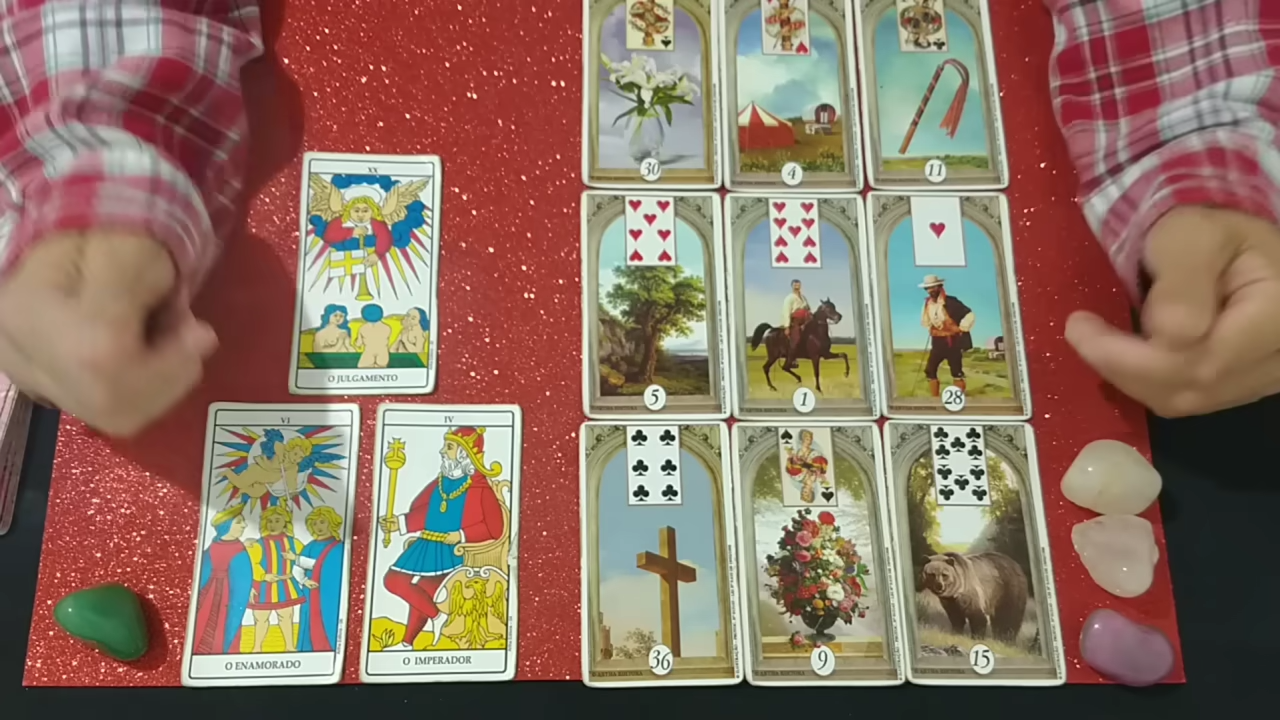 30
4
11
XX
O JULGAMENTO
5
1
28
VI
O ENAMORADO
IV
O IMPERADOR
36
9
15